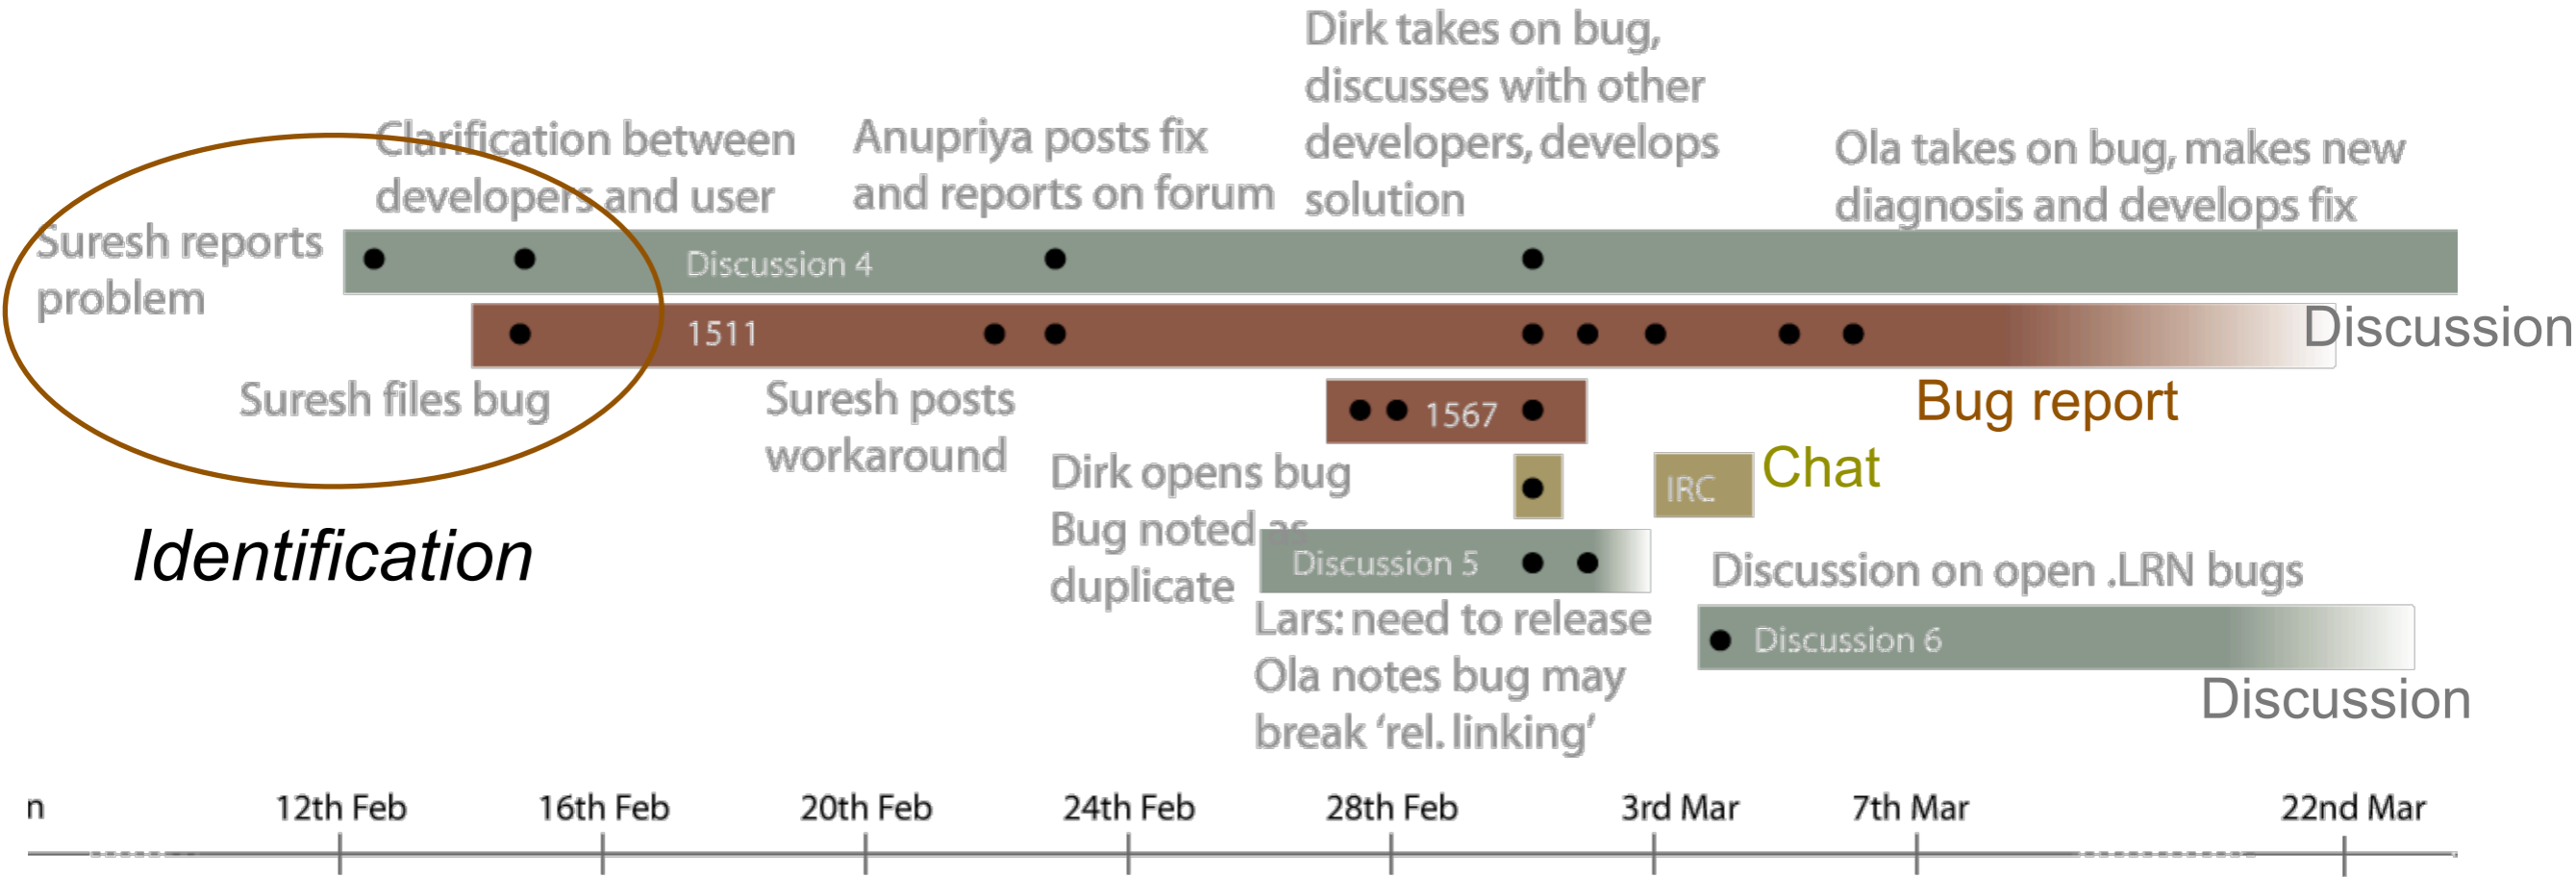 Dirk takes on bug,
discusses with other
developers, develops
solution
Clarification between
developers and user
Anupriya posts fix
and reports on forum
Ola takes on bug, makes new
diagnosis and develops fix
Suresh reports
problem
Discussion 4
1511
Discussion
Suresh files bug
Suresh posts
workaround
1567
Bug report
Dirk opens bug
Bug noted as
duplicate
IRC
Chat
Identification
Discussion 5
Lars: need to release
Ola notes bug may
break ‘rel. linking’
Discussion on open .LRN bugs
Discussion 6
Discussion
n
12th Feb
16th Feb
20th Feb
24th Feb
28th Feb
3rd Mar
7th Mar
22nd Mar